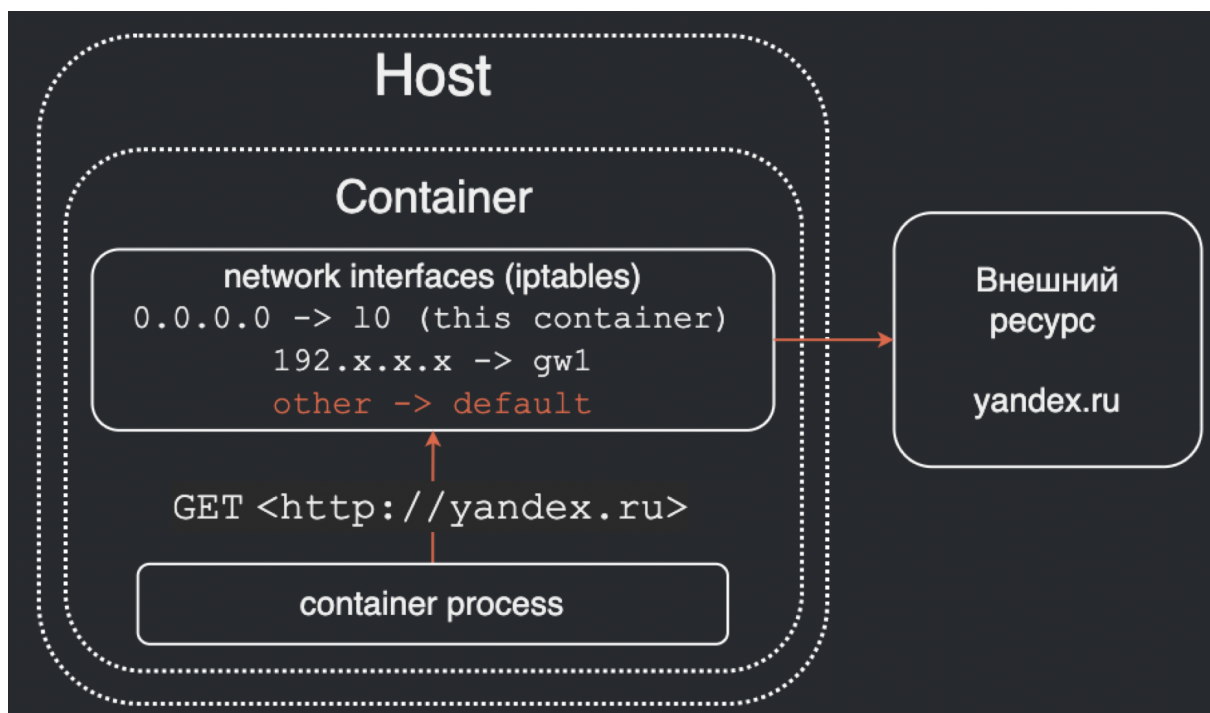 Host
Container
network interfaces (iptables)
0.0.0.0 -> l0 (this container)
192.x.x.x -> gw1
other -> default
GET <http://yandex.ru>
container process
Внешний
ресурс
yandex.ru